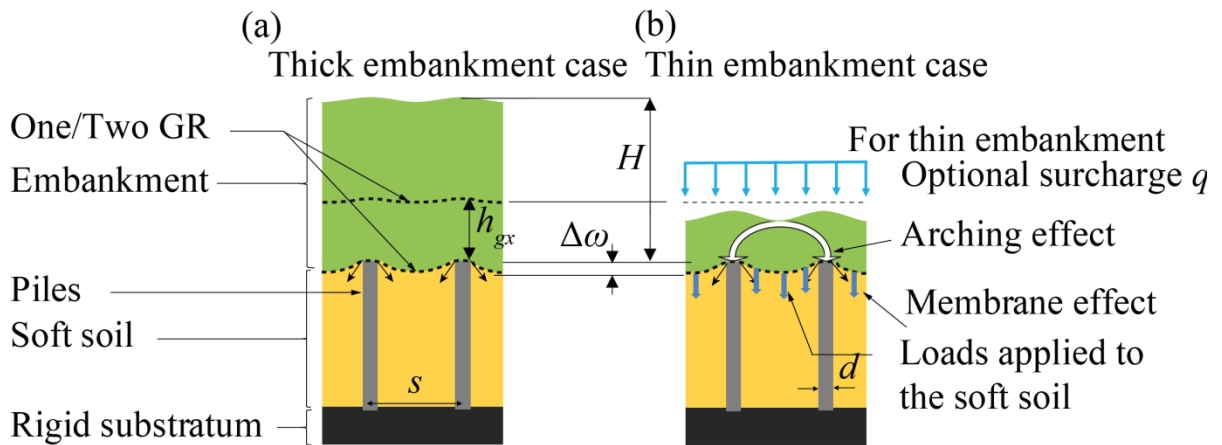 (a)
Thick embankment case
(b)
Thin embankment case
One/Two GR
Embankment
Piles
Soft soil
Rigid substratum
H
h_gx
Δω
s
For thin embankment
Optional surcharge q
Arching effect
Membrane effect
d
Loads applied to
the soft soil